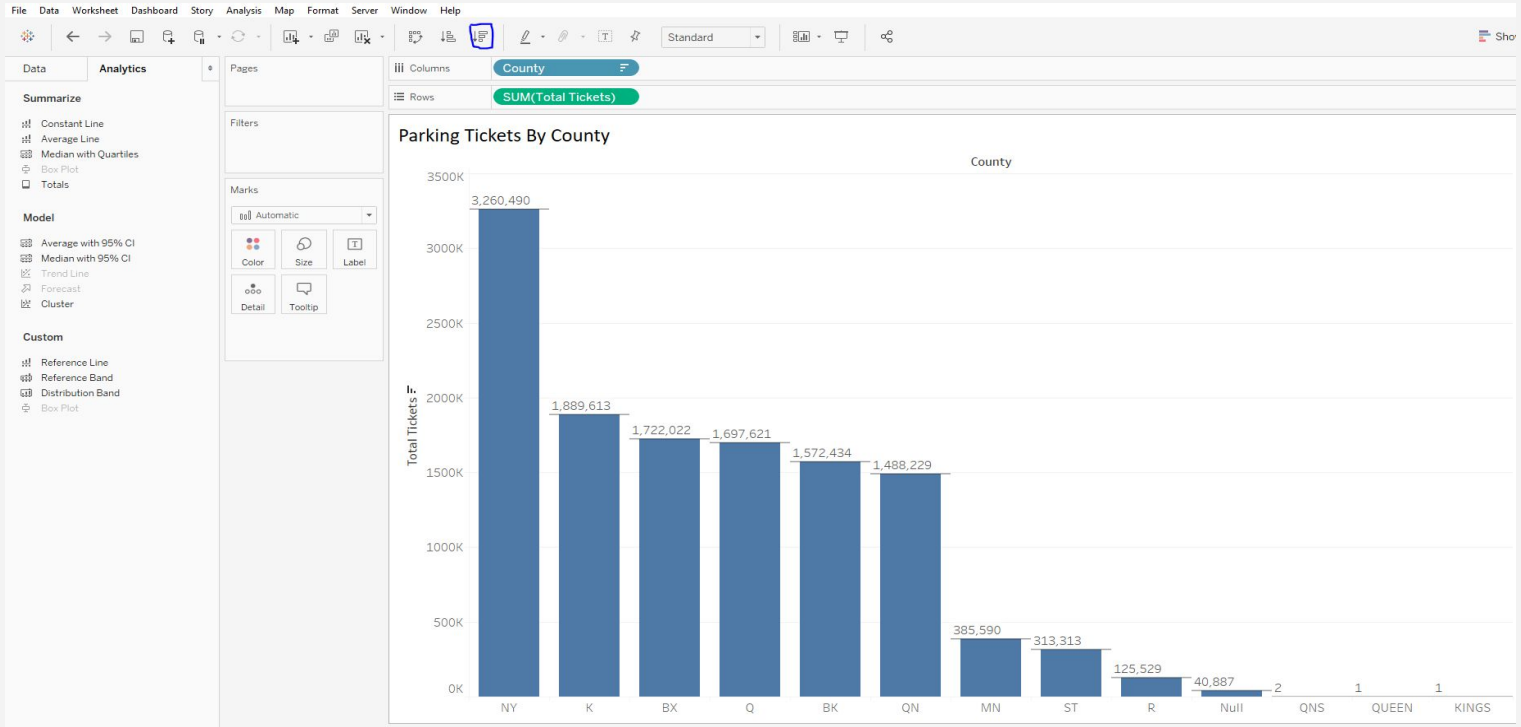 File Data Worksheet Dashboard Story Analysis Map Format Server Window Help
T Standard
Data Analytics
Summarize
Constant Line
Average Line
Median with Quartiles
Box Plot
Totals
Model
Average with 95% CI
Median with 95% CI
Trend Line
Forecast
Cluster
Custom
Reference Line
Reference Band
Distribution Band
Box Plot
Pages
Filters
Marks
Automatic
Color Size Label
Detail Tooltip
Columns County
Rows SUM(Total Tickets)
Parking Tickets By County
County
Total Tickets
3500K
3000K
2500K
2000K
1500K
1000K
500K
0K
3,260,490
1,889,613
1,722,022
1,697,621
1,572,434
1,488,229
385,590
313,313
125,529
40,887
2
1
1
NY K BX Q BK QN MN ST R Null QNS QUEEN KINGS